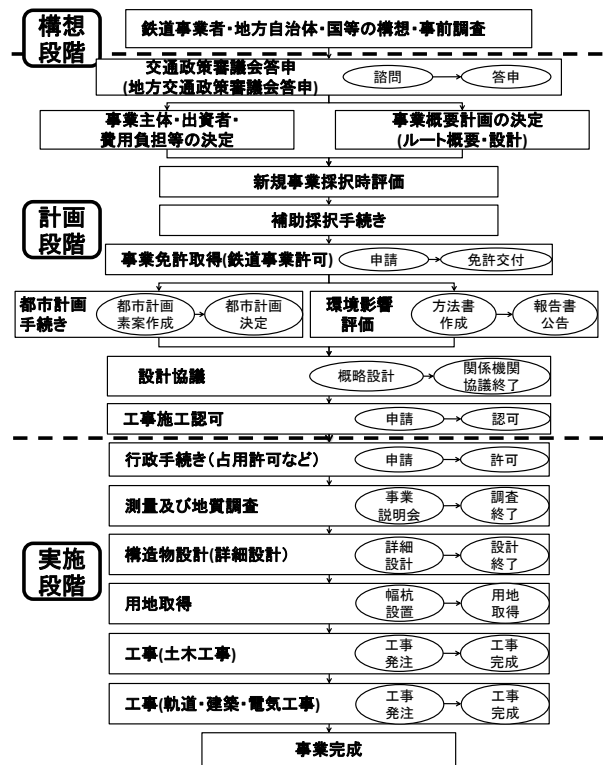 構想
段階
鉄道事業者・地方自治体・国等の構想・事前調査
交通政策審議会答申
(地方交通政策審議会答申)
諮問
答申
事業主体・出資者・
費用負担等の決定
事業概要計画の決定
(ルート概要・設計)
新規事業採択時評価
計画
段階
補助採択手続き
事業免許取得(鉄道事業許可)
申請
免許交付
都市計画
手続き
都市計画
素案作成
都市計画
決定
環境影響
評価
方法書
作成
報告書
公告
設計協議
概略設計
関係機関
協議終了
工事施工認可
申請
認可
行政手続き(占用許可など)
申請
許可
測量及び地質調査
事業
説明会
調査
終了
実施
段階
構造物設計(詳細設計)
詳細
設計
設計
終了
用地取得
幅杭
設置
用地
取得
工事(土木工事)
工事
発注
工事
完成
工事(軌道・建築・電気工事)
工事
発注
工事
完成
事業完成